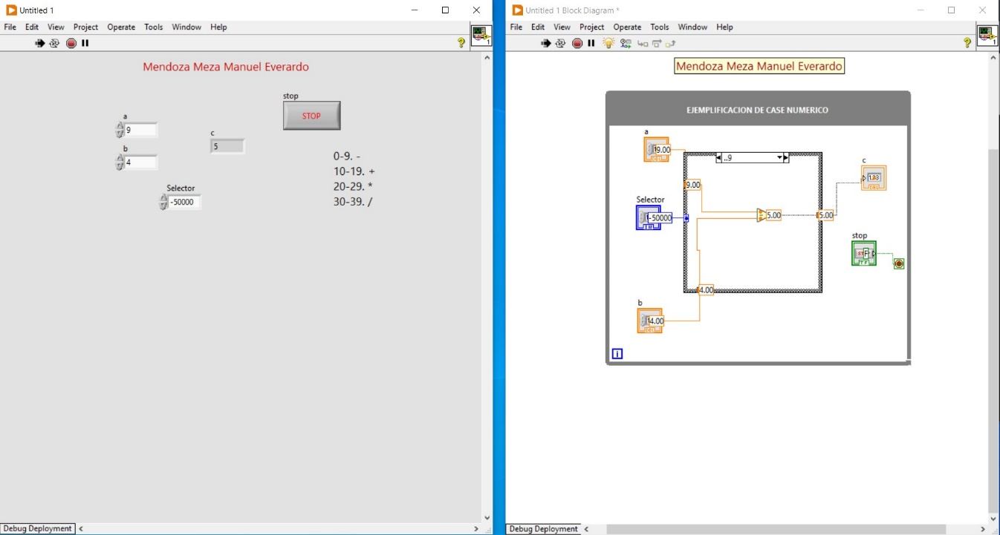 Untitled 1
File Edit View Project Operate Tools Window Help
Mendoza Meza Manuel Everardo
stop
STOP
a
9
c
5
b
4
0-9. -
10-19. +
20-29. *
30-39. /
Selector
-50000
Debug Deployment
Untitled 1 Block Diagram *
File Edit View Project Operate Tools Window Help
Mendoza Meza Manuel Everardo
EJEMPLIFICACION DE CASE NUMERICO
a
9.00
..9
c
1.23
DBL
9.00
Selector
-50000
5.00
5.00
stop
F
TF
4.00
b
4.00
i
Debug Deployment